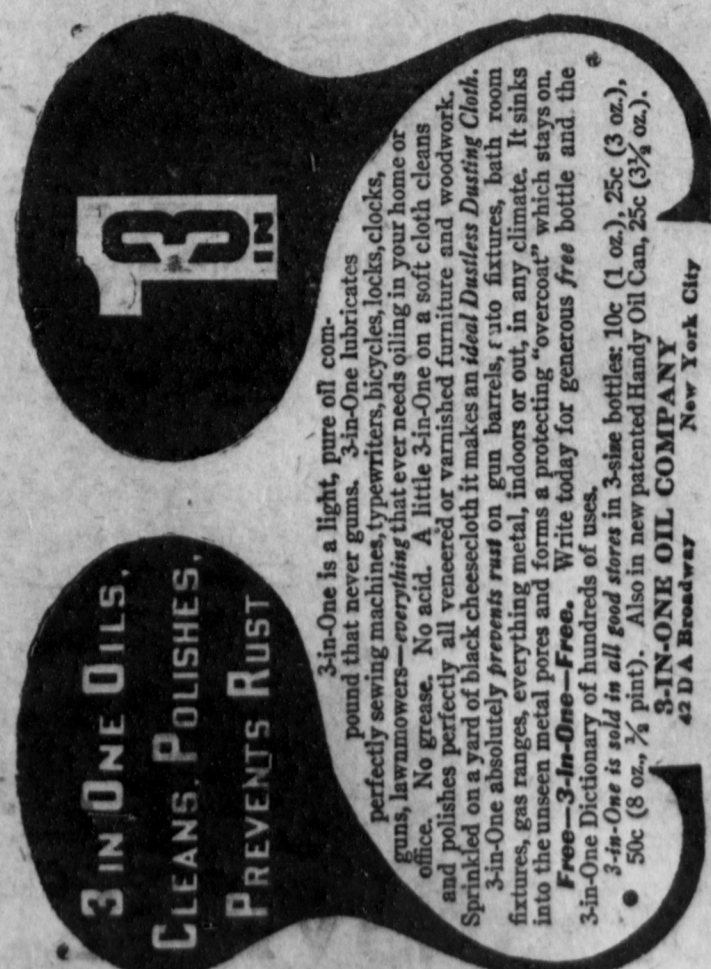 3 IN ONE OILS,
CLEANS, POLISHES,
PREVENTS RUST
3
IN
1
3-in-One is a light, pure oil com-
pound that never gums. 3-in-One lubricates
perfectly sewing machines, typewriters, bicycles, locks, clocks,
guns, lawnmowers—everything that ever needs oiling in your home or
office. No grease. No acid. A little 3-in-One on a soft cloth cleans
and polishes perfectly all veneered or varnished furniture and woodwork.
Sprinkled on a yard of black cheesecloth it makes an ideal Dustless Dusting Cloth.
3-in-One absolutely prevents rust on gun barrels, auto fixtures, bath room
fixtures, gas ranges, everything metal, indoors or out, in any climate. It sinks
into the unseen metal pores and forms a protecting "overcoat" which stays on.
Free—3-in-One—Free. Write today for generous free bottle and the
3-in-One Dictionary of hundreds of uses.
3-in-One is sold in all good stores in 3-size bottles: 10c (1 oz.), 25c (3 oz.),
50c (8 oz., ½ pint). Also in new patented Handy Oil Can, 25c (3½ oz.).
3-IN-ONE OIL COMPANY
42 D A Broadway New York City